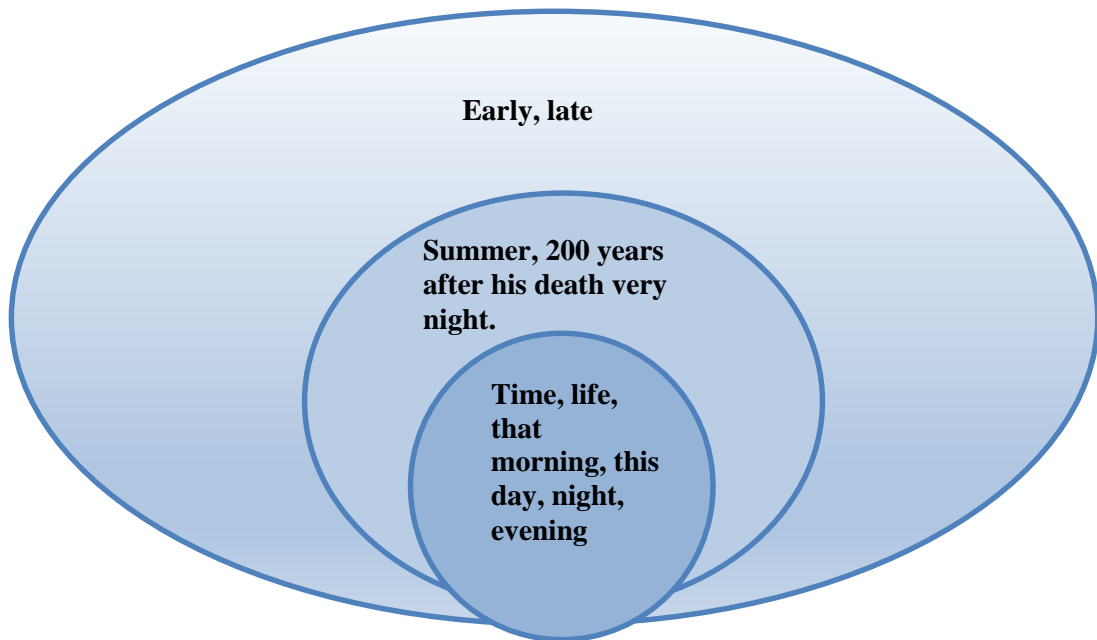 Early, late
Summer, 200 years
after his death very
night.
Time, life,
that
morning, this
day, night,
evening